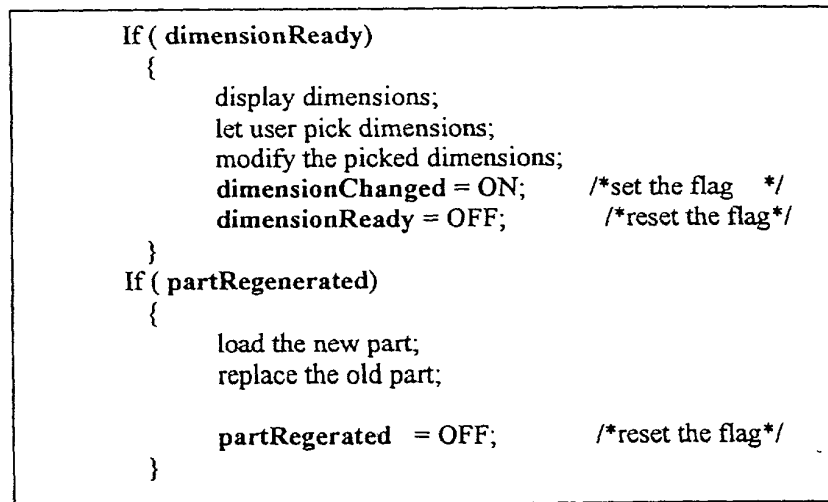 If ( dimensionReady)
{
display dimensions;
let user pick dimensions;
modify the picked dimensions;
dimensionChanged = ON; /*set the flag */
dimensionReady = OFF; /*reset the flag*/
}
If ( partRegenerated)
{
load the new part;
replace the old part;
partRegerated = OFF; /*reset the flag*/
}